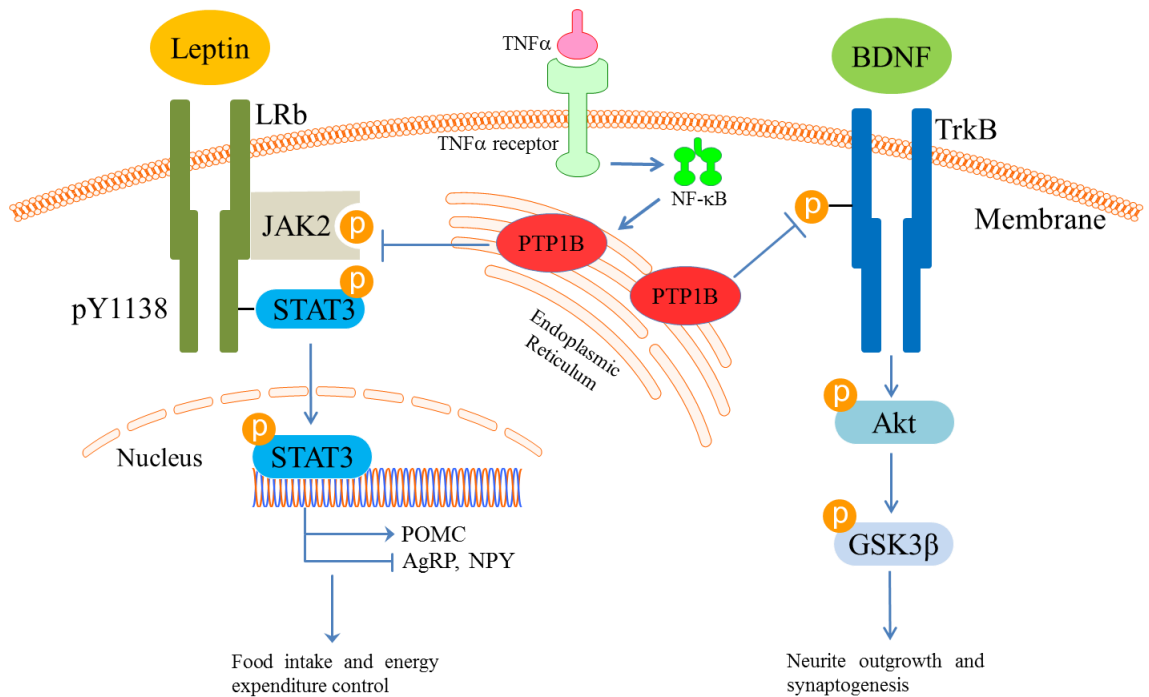 Leptin
TNFα
BDNF
LRb
TrkB
TNFα receptor
NF-κB
p
Membrane
JAK2
p
PTP1B
PTP1B
p
pY1138
STAT3
Endoplasmic
Reticulum
p
Akt
p
Nucleus
STAT3
p
GSK3β
POMC
AgRP, NPY
Food intake and energy
expenditure control
Neurite outgrowth and
synaptogenesis